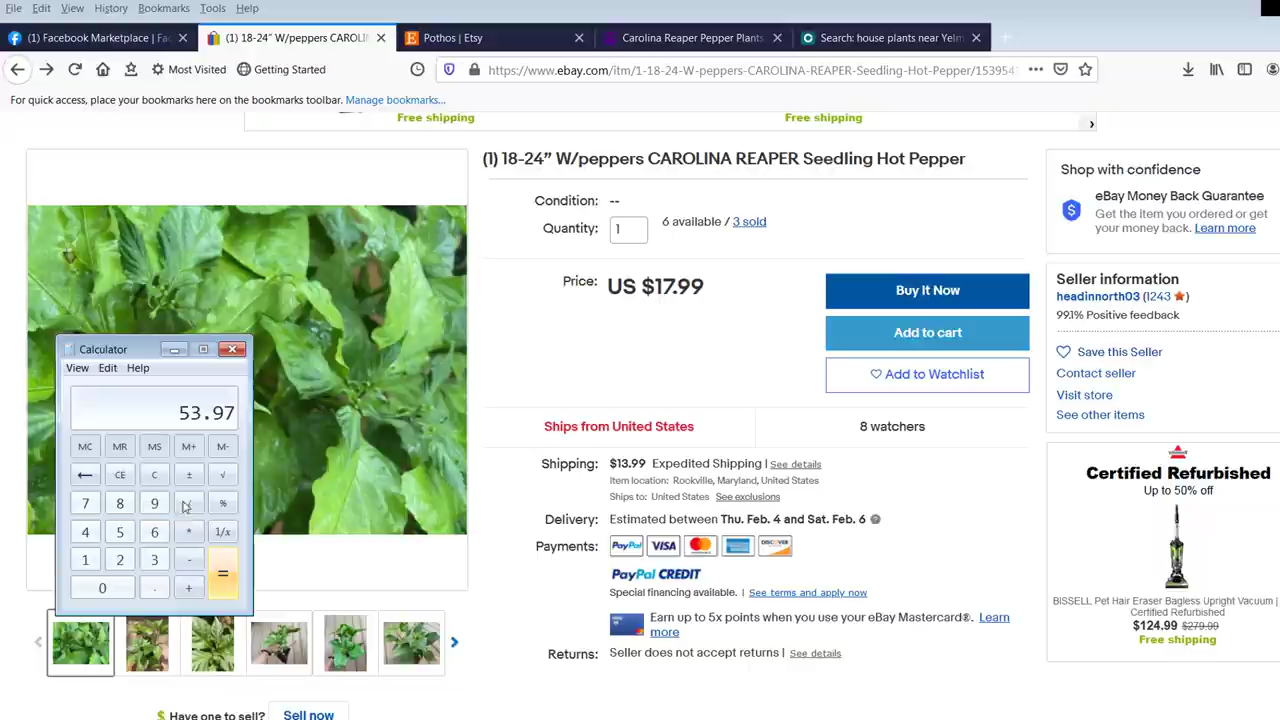 File Edit View History Bookmarks Tools Help
(1) Facebook Marketplace | Fac
(1) 18-24" W/peppers CAROLIN
Pothos | Etsy
Carolina Reaper Pepper Plants
Search: house plants near Yelm
Most Visited Getting Started
https://www.ebay.com/itm/1-18-24-W-peppers-CAROLINA-REAPER-Seedling-Hot-Pepper/153954
For quick access, place your bookmarks here on the bookmarks toolbar. Manage bookmarks...
Free shipping Free shipping
(1) 18-24” W/peppers CAROLINA REAPER Seedling Hot Pepper
Condition: --
Quantity: 1 6 available / 3 sold
Price: US $17.99
Buy It Now
Add to cart
Add to Watchlist
Ships from United States 8 watchers
Shipping: $13.99 Expedited Shipping | See details
Item location: Rockville, Maryland, United States
Ships to: United States See exclusions
Delivery: Estimated between Thu. Feb. 4 and Sat. Feb. 6
Payments: PayPal VISA MasterCard AMERICAN EXPRESS DISCOVER
PayPal CREDIT
Special financing available. | See terms and apply now
Earn up to 5x points when you use your eBay Mastercard®. Learn
more
Returns: Seller does not accept returns | See details
Shop with confidence
eBay Money Back Guarantee
Get the item you ordered or get
your money back. Learn more
Seller information
headinnorth03 (1243 )
99.1% Positive feedback
Save this Seller
Contact seller
Visit store
See other items
BISSELL
Certified Refurbished
Up to 50% off
BISSELL Pet Hair Eraser Bagless Upright Vacuum |
Certified Refurbished
$124.99 $279.99
Free shipping
Calculator
View Edit Help
53.97
MC MR MS M+ M-
← CE C ± √
7 8 9 / %
4 5 6 * 1/x
1 2 3 - =
0 . +
Have one to sell? Sell now